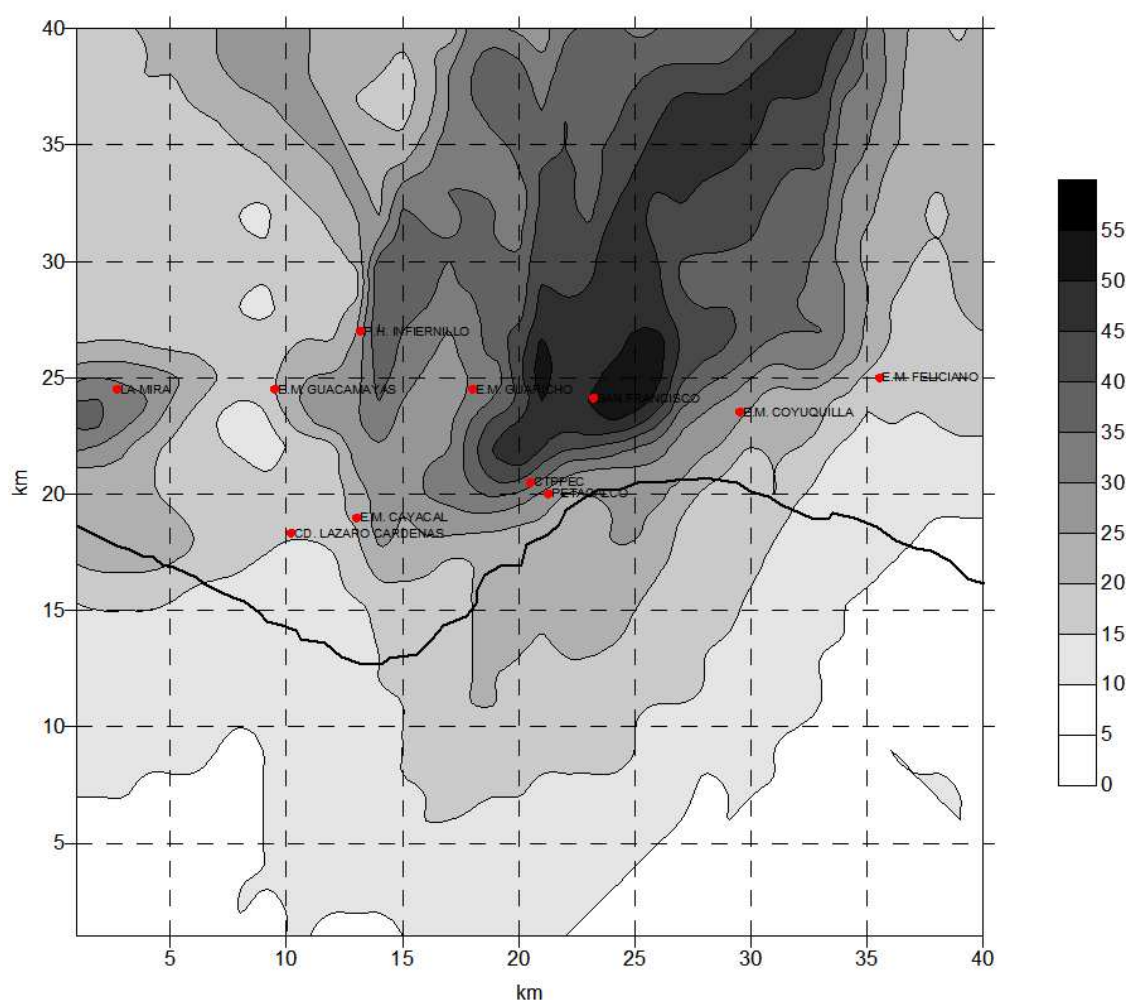 40
35
30
25
20
15
10
5
km
LA MIRA
E.M. GUACAMAYAS
P.H. INFIERNILLO
E.M. GUARICHO
SAN FRANCISCO
E.M. COYUQUILLA
E.M. FELICIANO
CTPPEC
PETACALCO
E.M. CAYACAL
CD. LAZARO CARDENAS
5
10
15
20
25
30
35
40
km
55
50
45
40
35
30
25
20
15
10
5
0